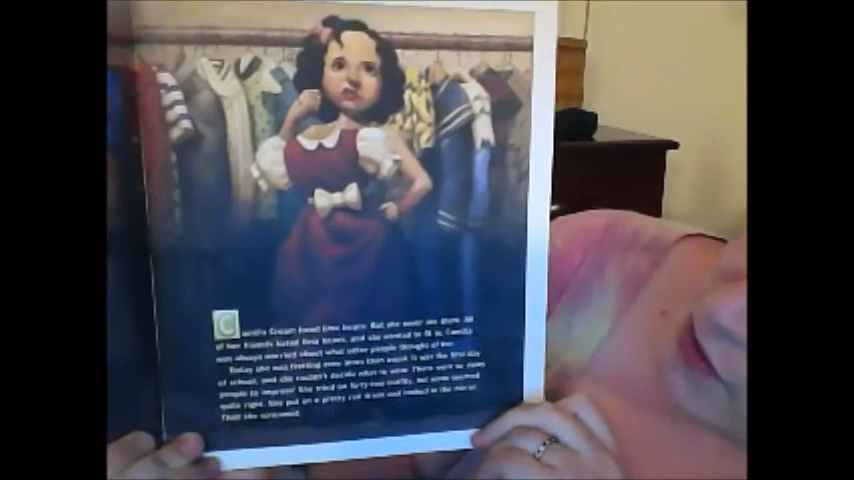 Camilla Cream loved lima beans. But she never ate them. All
of her friends hated lima beans, and she wanted to fit in. Camilla
was always worried about what other people thought of her.
Today she was fretting even more than usual. It was the first day
of school, and she couldn't decide what to wear. There were so many
people to impress! She tried on forty-two outfits, but none seemed
quite right. She put on a pretty red dress and looked in the mirror.
Then she screamed.